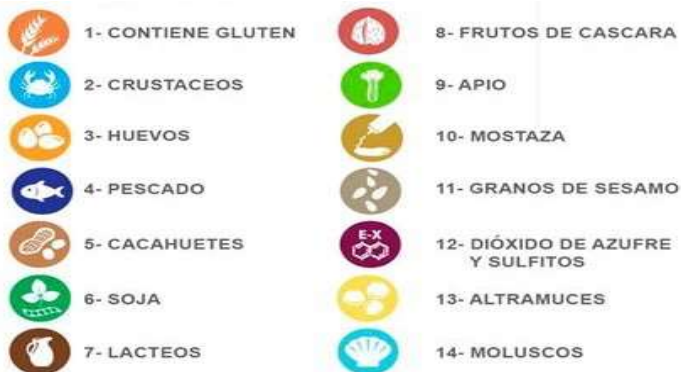 1- CONTIENE GLUTEN
2- CRUSTACEOS
3- HUEVOS
4- PESCADO
5- CACAHUETES
6- SOJA
7- LACTEOS
8- FRUTOS DE CASCARA
9- APIO
10- MOSTAZA
11- GRANOS DE SESAMO
E-X
12- DIÓXIDO DE AZUFRE
Y SULFITOS
13- ALTRAMUCES
14- MOLUSCOS